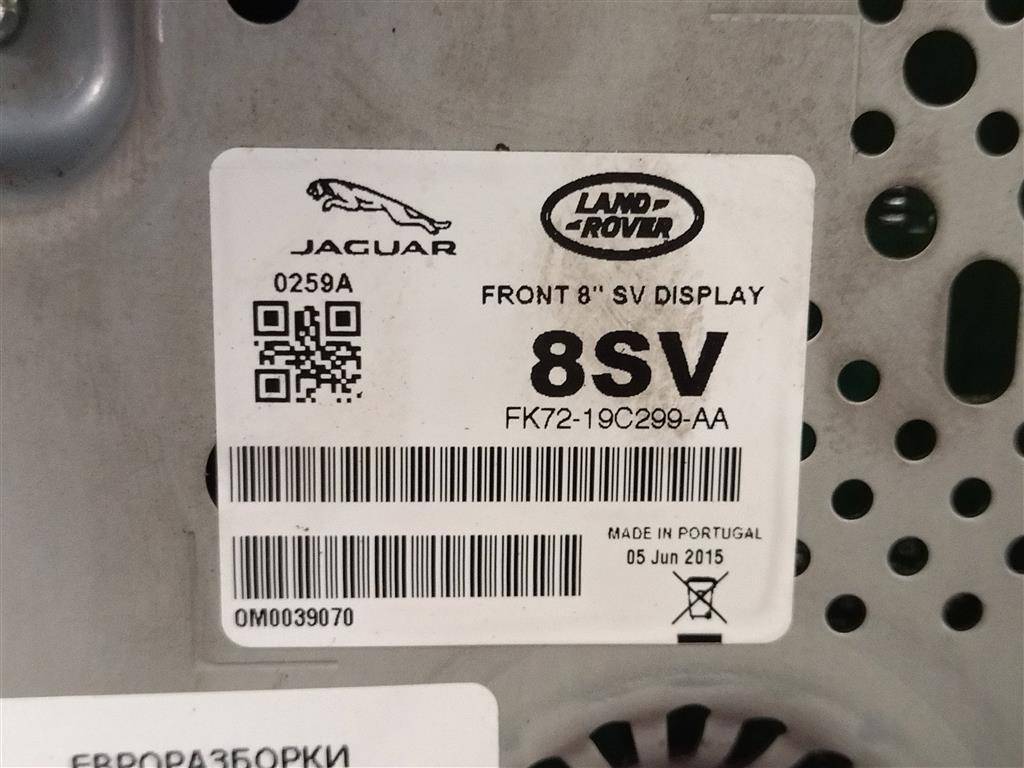 JAGUAR
LAND
ROVER
0259A
FRONT 8" SV DISPLAY
8SV
FK72-19C299-AA
MADE IN PORTUGAL
05 Jun 2015
0M0039070
ЕВРОРАЗБОРКИ